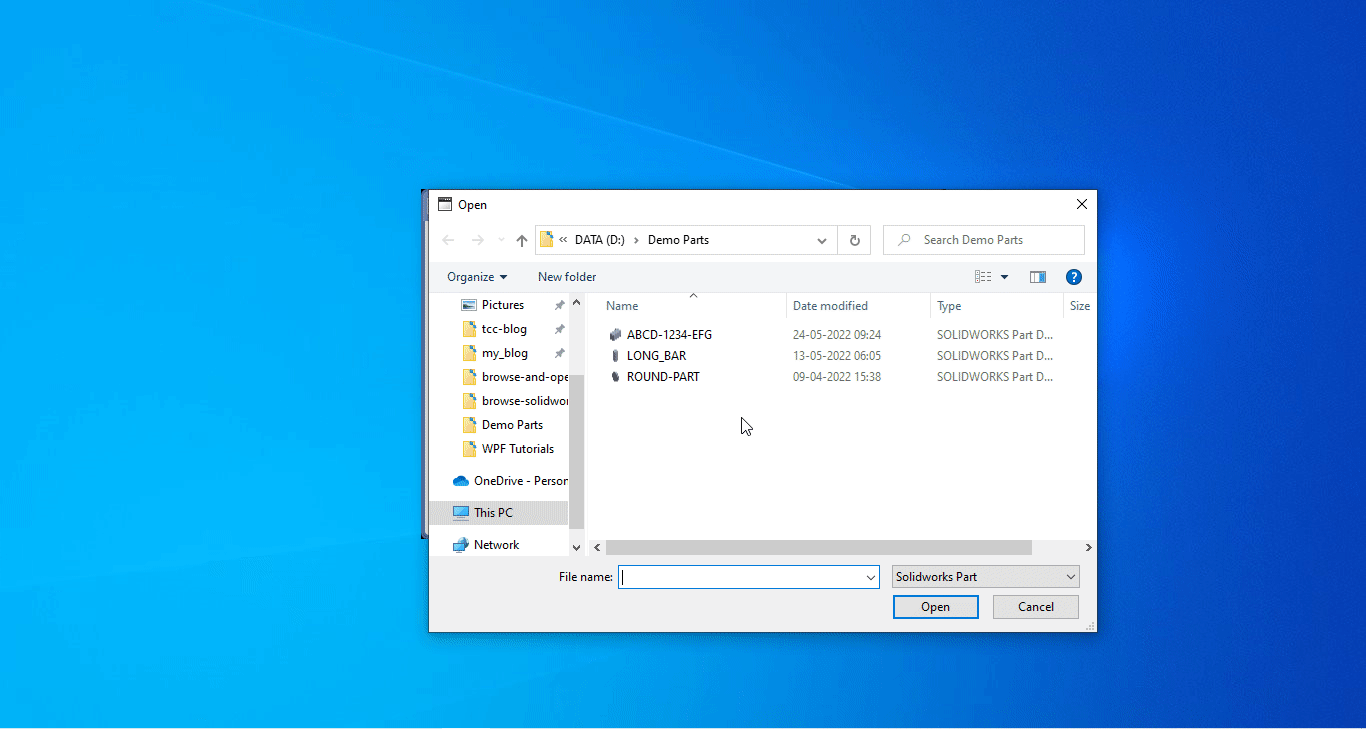 Open
« DATA (D:) › Demo Parts
Search Demo Parts
Organize
New folder
?
Pictures
tcc-blog
my_blog
browse-and-ope
browse-solidwor
Demo Parts
WPF Tutorials
OneDrive - Person
This PC
Network
Name Date modified Type Size
ABCD-1234-EFG 24-05-2022 09:24 SOLIDWORKS Part D...
LONG_BAR 13-05-2022 06:05 SOLIDWORKS Part D...
ROUND-PART 09-04-2022 15:38 SOLIDWORKS Part D...
File name:
Solidworks Part
Open Cancel